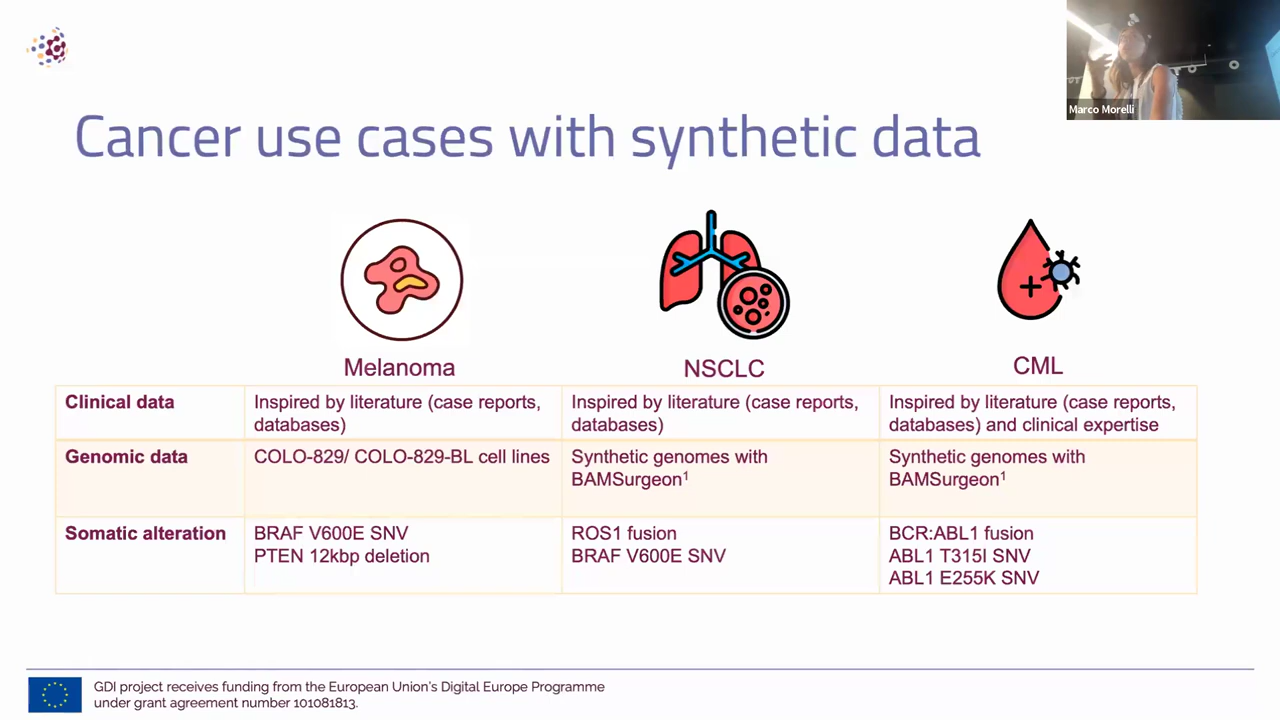 Marco Morelli
Cancer use cases with synthetic data
Melanoma
NSCLC
CML
Clinical data
Inspired by literature (case reports,
databases)
Inspired by literature (case reports,
databases)
Inspired by literature (case reports,
databases) and clinical expertise
Genomic data
COLO-829/ COLO-829-BL cell lines
Synthetic genomes with
BAMSurgeon¹
Synthetic genomes with
BAMSurgeon¹
Somatic alteration
BRAF V600E SNV
PTEN 12kbp deletion
ROS1 fusion
BRAF V600E SNV
BCR:ABL1 fusion
ABL1 T315I SNV
ABL1 E255K SNV
GDI project receives funding from the European Union's Digital Europe Programme
under grant agreement number 101081813.